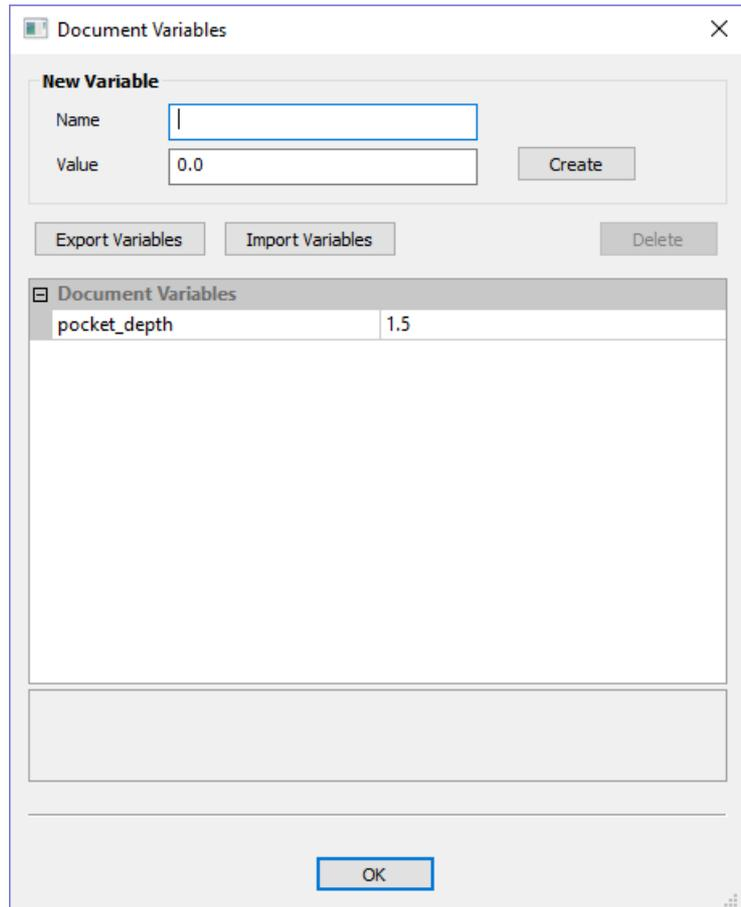 Document Variables
New Variable
Name
Value 0.0 Create
Export Variables Import Variables Delete
Document Variables
pocket_depth 1.5
OK